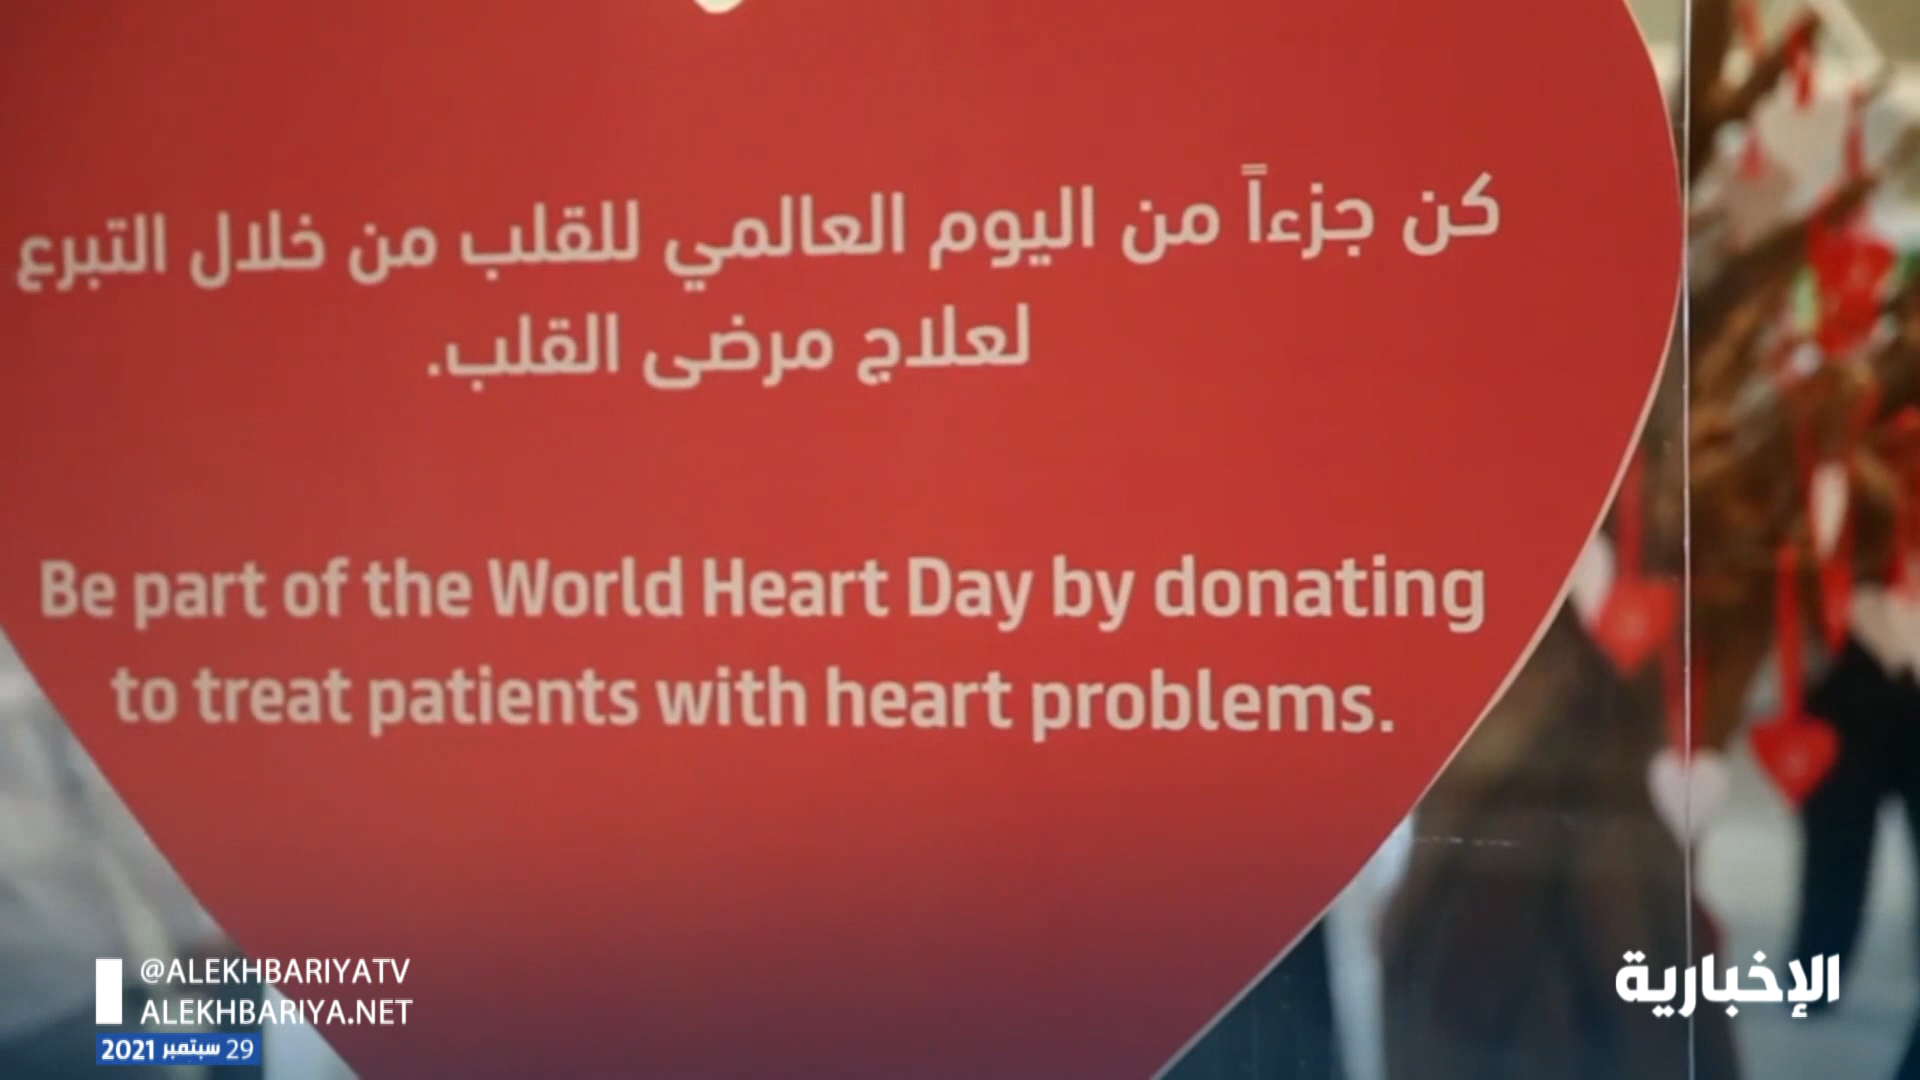 كن جزءاً من اليوم العالمي للقلب من خلال التبرع
لعلاج مرضى القلب.
Be part of the World Heart Day by donating
to treat patients with heart problems.
@ALEKHBARIYATV
ALEKHBARIYA.NET
29 سبتمبر 2021
الإخبارية